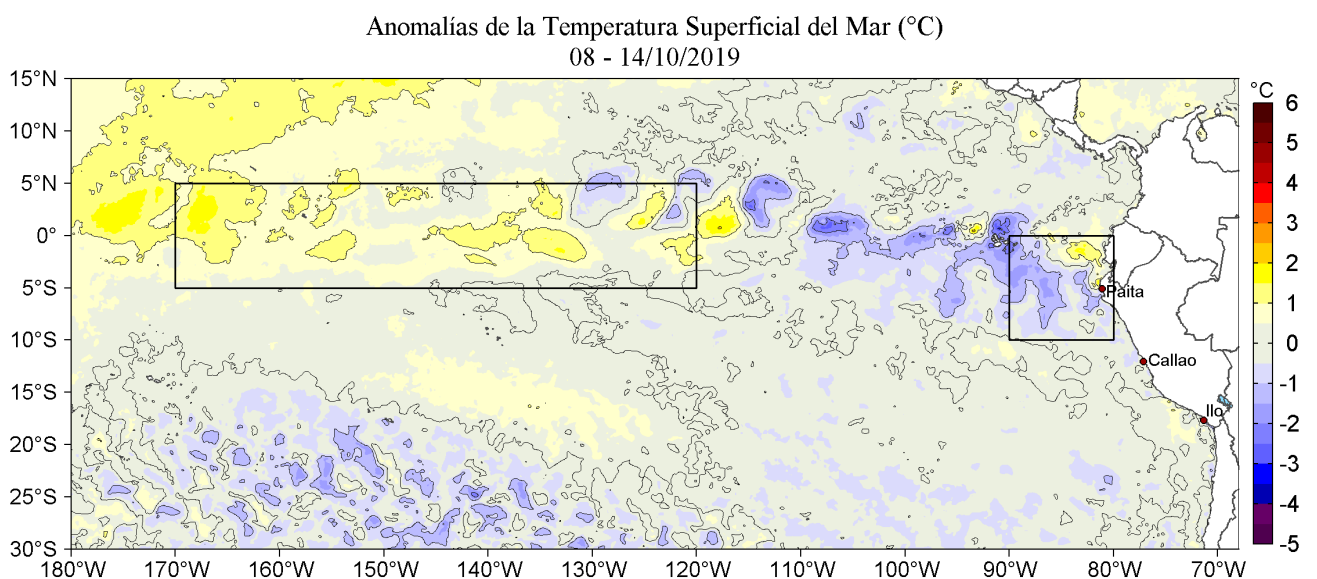 Anomalías de la Temperatura Superficial del Mar (°C)
08 - 14/10/2019
15°N
10°N
5°N
0°
5°S
10°S
15°S
20°S
25°S
30°S
180°W
170°W
160°W
150°W
140°W
130°W
120°W
110°W
100°W
90°W
80°W
70°W
Paita
Callao
Ilo
°C
6
5
4
3
2
1
0
-1
-2
-3
-4
-5